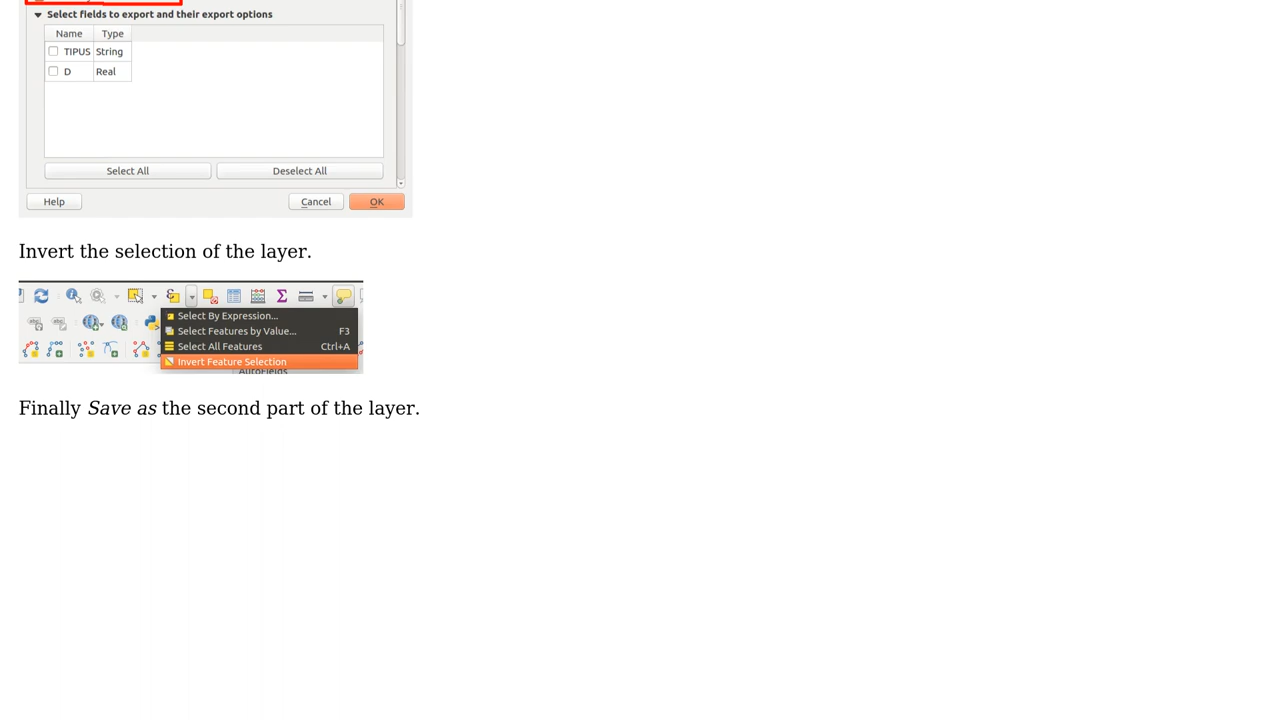 Select fields to export and their export options
Name Type
TIPUS String
D Real
Select All Deselect All
Help Cancel OK
Invert the selection of the layer.
Select By Expression...
Select Features by Value... F3
Select All Features Ctrl+A
Invert Feature Selection
AutoFields
Finally Save as the second part of the layer.